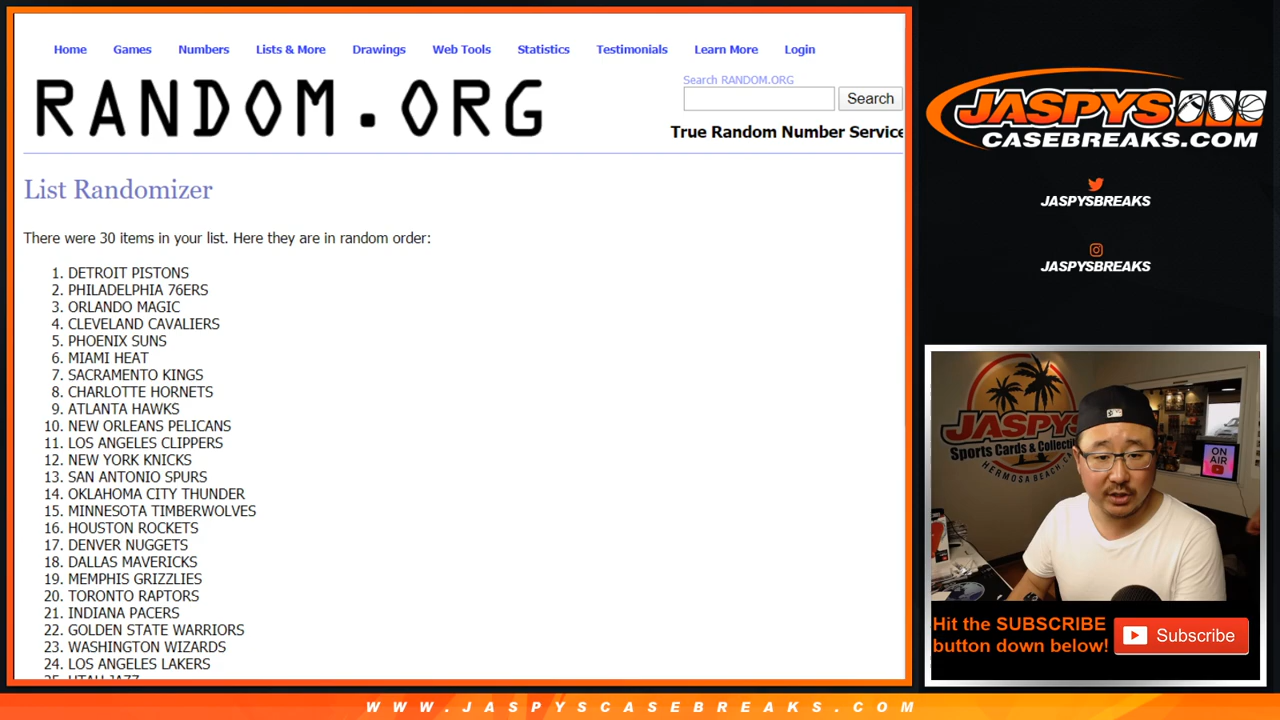 Home Games Numbers Lists & More Drawings Web Tools Statistics Testimonials Learn More Login
RANDOM.ORG
Search RANDOM.ORG
Search
True Random Number Service
List Randomizer
There were 30 items in your list. Here they are in random order:
1. DETROIT PISTONS
2. PHILADELPHIA 76ERS
3. ORLANDO MAGIC
4. CLEVELAND CAVALIERS
5. PHOENIX SUNS
6. MIAMI HEAT
7. SACRAMENTO KINGS
8. CHARLOTTE HORNETS
9. ATLANTA HAWKS
10. NEW ORLEANS PELICANS
11. LOS ANGELES CLIPPERS
12. NEW YORK KNICKS
13. SAN ANTONIO SPURS
14. OKLAHOMA CITY THUNDER
15. MINNESOTA TIMBERWOLVES
16. HOUSTON ROCKETS
17. DENVER NUGGETS
18. DALLAS MAVERICKS
19. MEMPHIS GRIZZLIES
20. TORONTO RAPTORS
21. INDIANA PACERS
22. GOLDEN STATE WARRIORS
23. WASHINGTON WIZARDS
24. LOS ANGELES LAKERS
25. UTAH JAZZ
JASPYS
CASEBREAKS.COM
JASPYSBREAKS
JASPYSBREAKS
JASPYS
Sports Cards & Collectib
HERMOSA BEACH, CA
ON
AIR
Hit the SUBSCRIBE
button down below!
Subscribe
WWW.JASPYSCASEBREAKS.COM